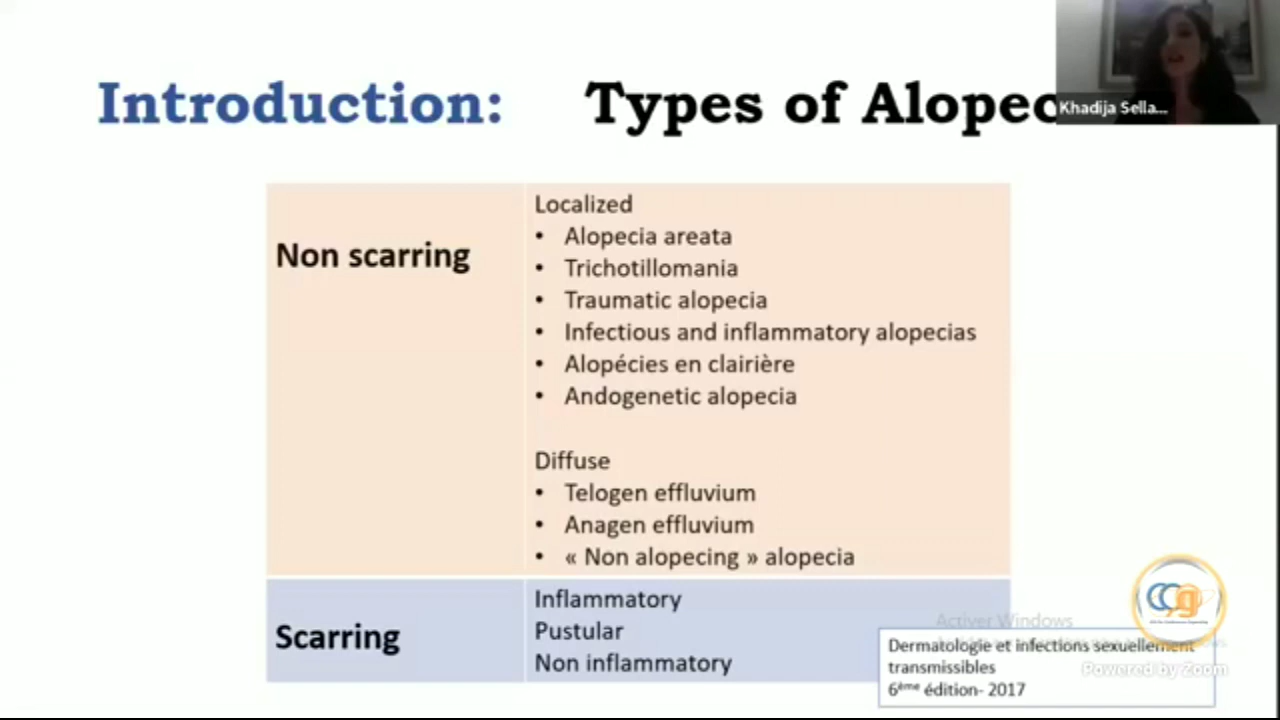 Introduction: Types of Alopec
Khadija Sella...
Non scarring
Localized
• Alopecia areata
• Trichotillomania
• Traumatic alopecia
• Infectious and inflammatory alopecias
• Alopécies en clairière
• Andogenetic alopecia
Diffuse
• Telogen effluvium
• Anagen effluvium
• « Non alopecing » alopecia
Scarring
Inflammatory
Pustular
Non inflammatory
Activer Windows
Dermatologie et infections sexuellement
transmissibles
6ème édition- 2017
Powered by Zoom